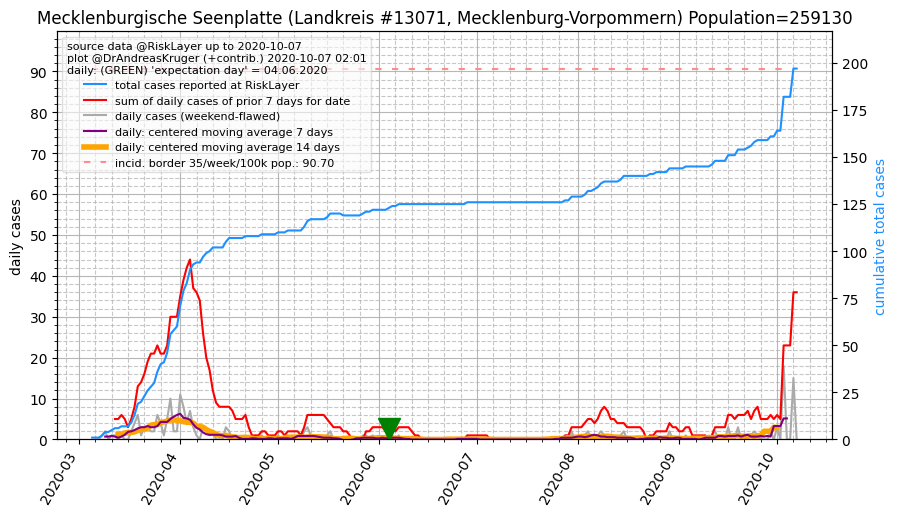 Mecklenburgische Seenplatte (Landkreis #13071, Mecklenburg-Vorpommern) Population=259130
source data @RiskLayer up to 2020-10-07
plot @DrAndreasKruger (+contrib.) 2020-10-07 02:01
daily: (GREEN) 'expectation day' = 04.06.2020
total cases reported at RiskLayer
sum of daily cases of prior 7 days for date
daily cases (weekend-flawed)
daily: centered moving average 7 days
daily: centered moving average 14 days
incid. border 35/week/100k pop.: 90.70
daily cases
90
80
70
60
50
40
30
20
10
0
200
175
150
125
100
75
50
25
0
cumulative total cases
2020-03
2020-04
2020-05
2020-06
2020-07
2020-08
2020-09
2020-10